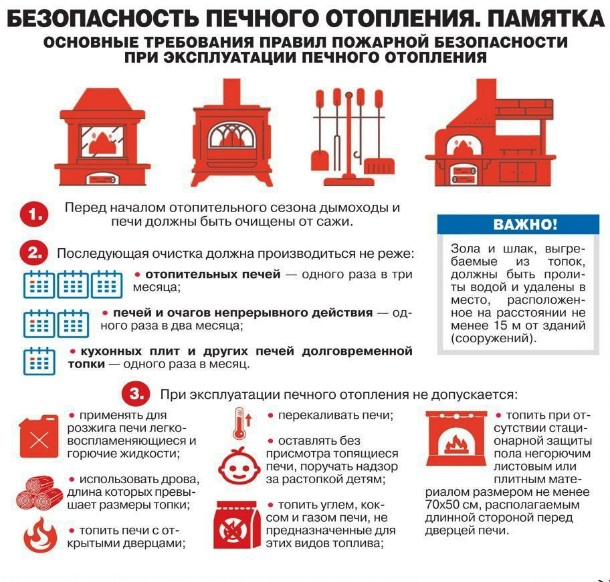 БЕЗОПАСНОСТЬ ПЕЧНОГО ОТОПЛЕНИЯ. ПАМЯТКА
ОСНОВНЫЕ ТРЕБОВАНИЯ ПРАВИЛ ПОЖАРНОЙ БЕЗОПАСНОСТИ
ПРИ ЭКСПЛУАТАЦИИ ПЕЧНОГО ОТОПЛЕНИЯ
1. Перед началом отопительного сезона дымоходы и
печи должны быть очищены от сажи.
2. Последующая очистка должна производиться не реже:
• отопительных печей — одного раза в три
месяца;
• печей и очагов непрерывного действия — од-
ного раза в два месяца;
• кухонных плит и других печей долговременной
топки — одного раза в месяц.
ВАЖНО!
Зола и шлак, выгре-
баемые из топок,
должны быть проли-
ты водой и удалены в
место, расположен-
ное на расстоянии не
менее 15 м от зданий
(сооружений).
3. При эксплуатации печного отопления не допускается:
• применять для
розжига печи легко-
воспламеняющиеся и
горючие жидкости;
• использовать дрова,
длина которых превы-
шает размеры топки;
• топить печи с от-
крытыми дверцами;
• перекаливать печи;
• оставлять без
присмотра топящиеся
печи, поручать надзор
за растопкой детям;
• топить углем, кок-
сом и газом печи, не
предназначенные для
этих видов топлива;
• топить при от-
сутствии стаци-
онарной защиты
пола негорючим
листовым или
плитным мате-
риалом размером не менее
70х50 см, располагаемым
длинной стороной перед
дверцей печи.